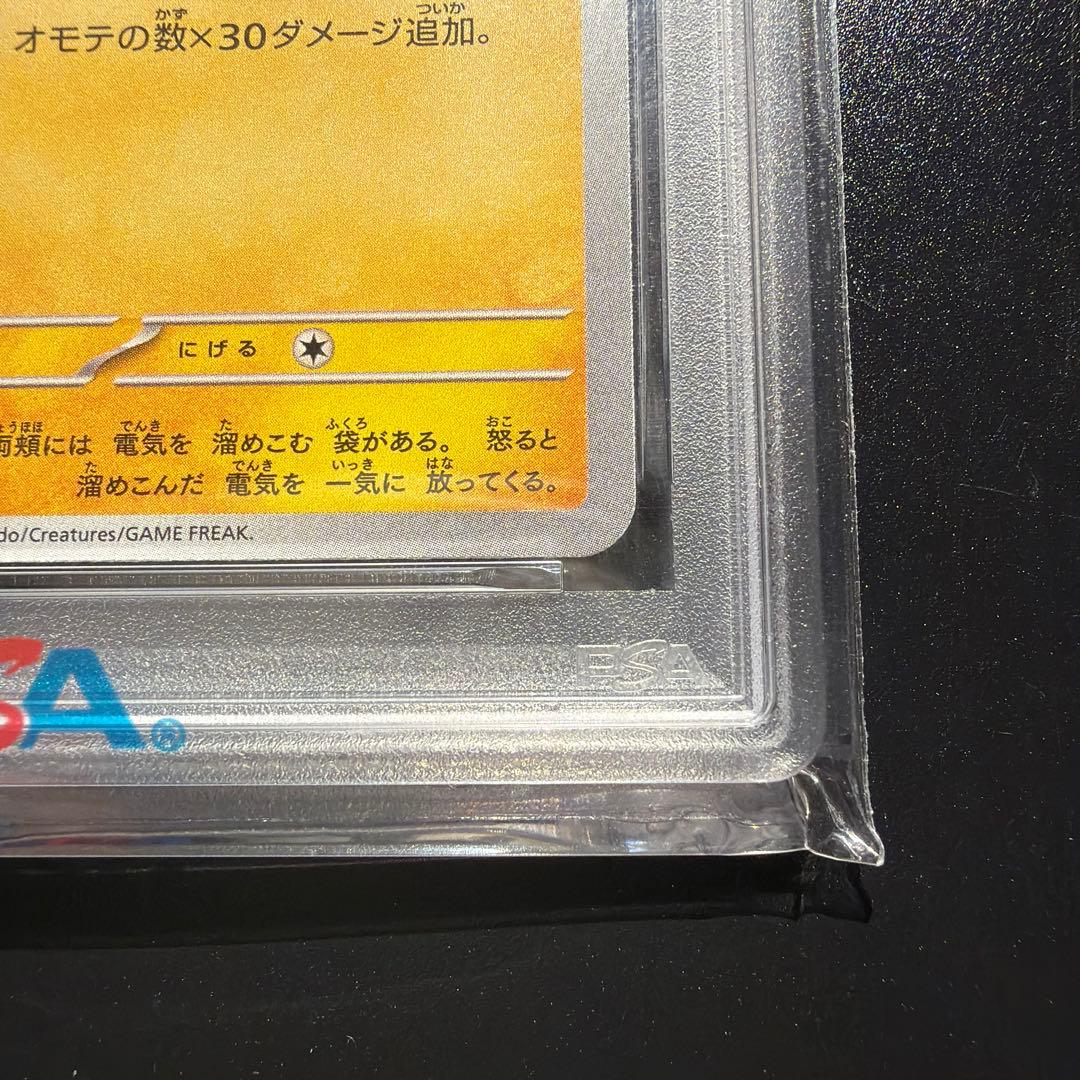 オモテの数×30ダメージ追加。
にげる
両頬には 電気を 溜めこむ 袋がある。 怒ると
溜めこんだ 電気を 一気に 放ってくる。
do/Creatures/GAME FREAK.
SA®
PSA